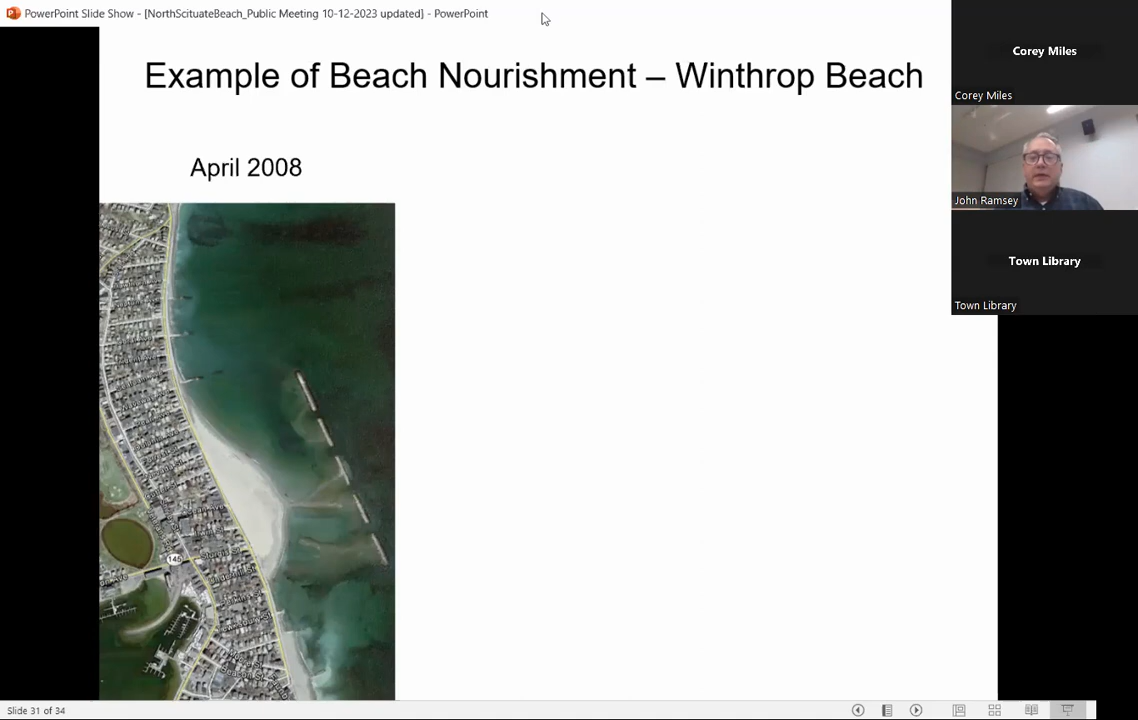 PowerPoint Slide Show - [NorthScituateBeach_Public Meeting 10-12-2023 updated] - PowerPoint
Example of Beach Nourishment – Winthrop Beach
April 2008
145
Corey Miles
Corey Miles
John Ramsey
Town Library
Town Library
Slide 31 of 34